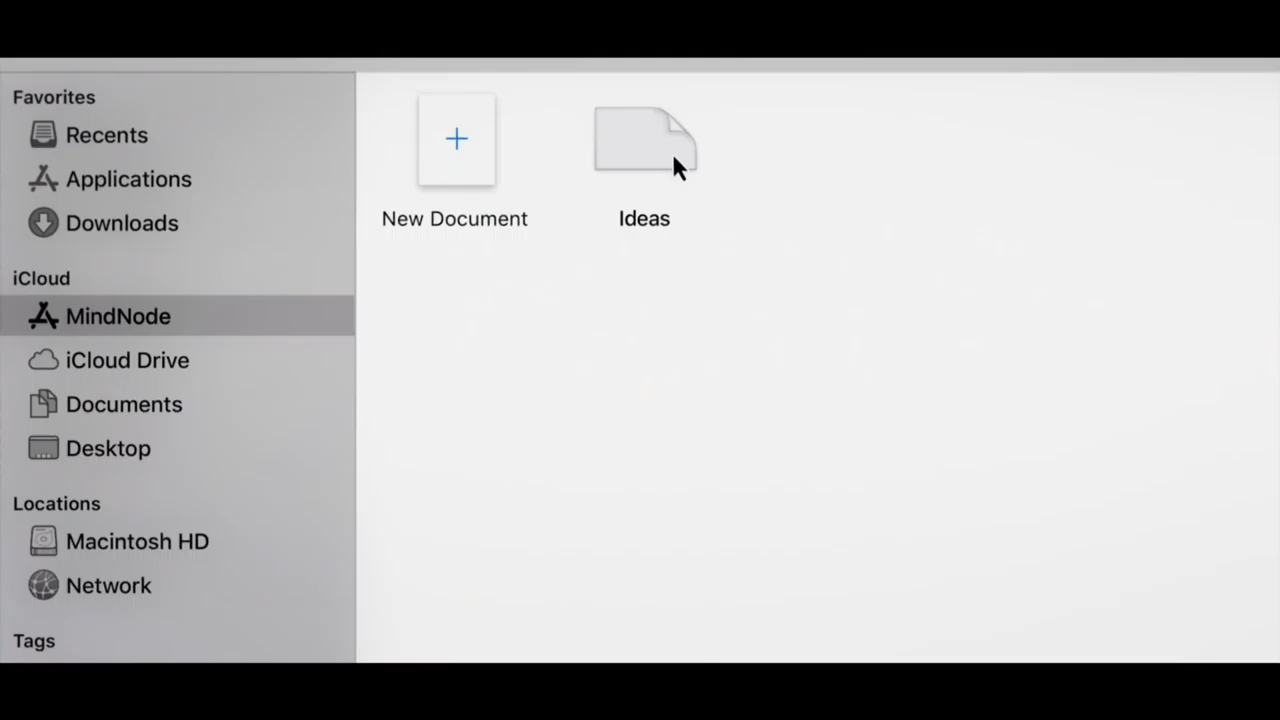 Favorites
Recents
Applications
Downloads
iCloud
MindNode
iCloud Drive
Documents
Desktop
Locations
Macintosh HD
Network
Tags
New Document
Ideas